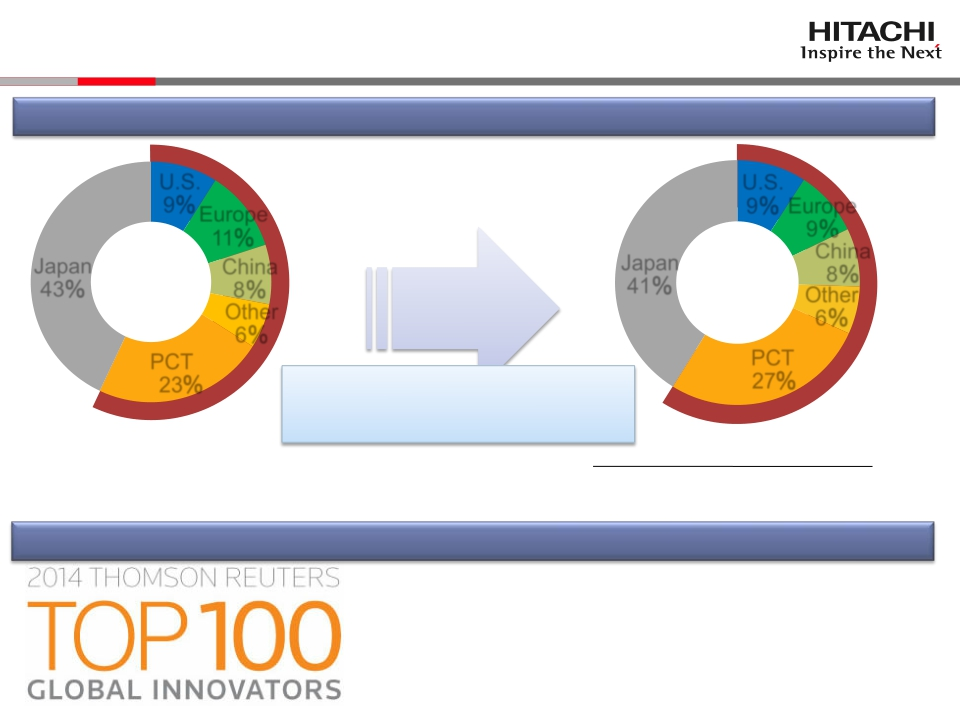 HITACHI
Inspire the Next
U.S.
9%
Europe
11%
China
8%
Other
6%
PCT
23%
Japan
43%
U.S.
9%
Europe
9%
China
8%
Other
6%
PCT
27%
Japan
41%
2014 THOMSON REUTERS
TOP 100
GLOBAL INNOVATORS